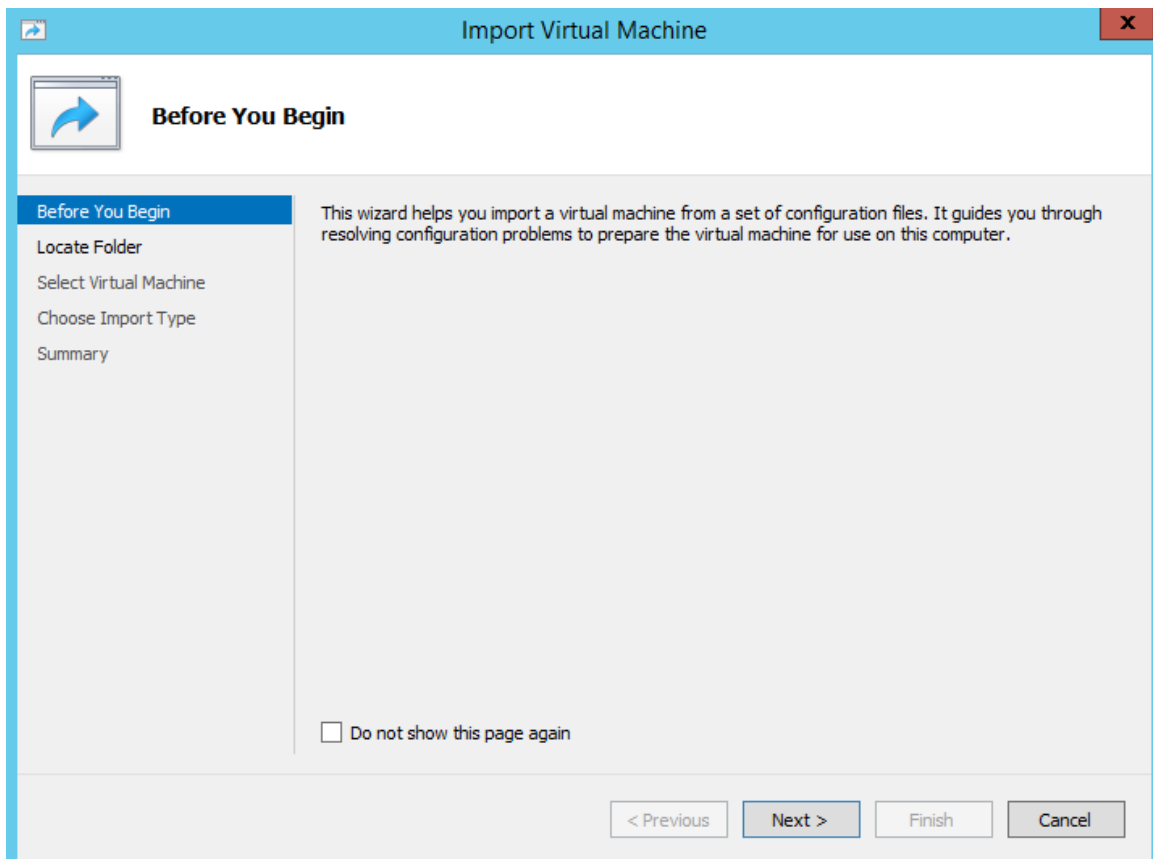 Import Virtual Machine
x
Before You Begin
Before You Begin
Locate Folder
Select Virtual Machine
Choose Import Type
Summary
This wizard helps you import a virtual machine from a set of configuration files. It guides you through
resolving configuration problems to prepare the virtual machine for use on this computer.
Do not show this page again
< Previous
Next >
Finish
Cancel